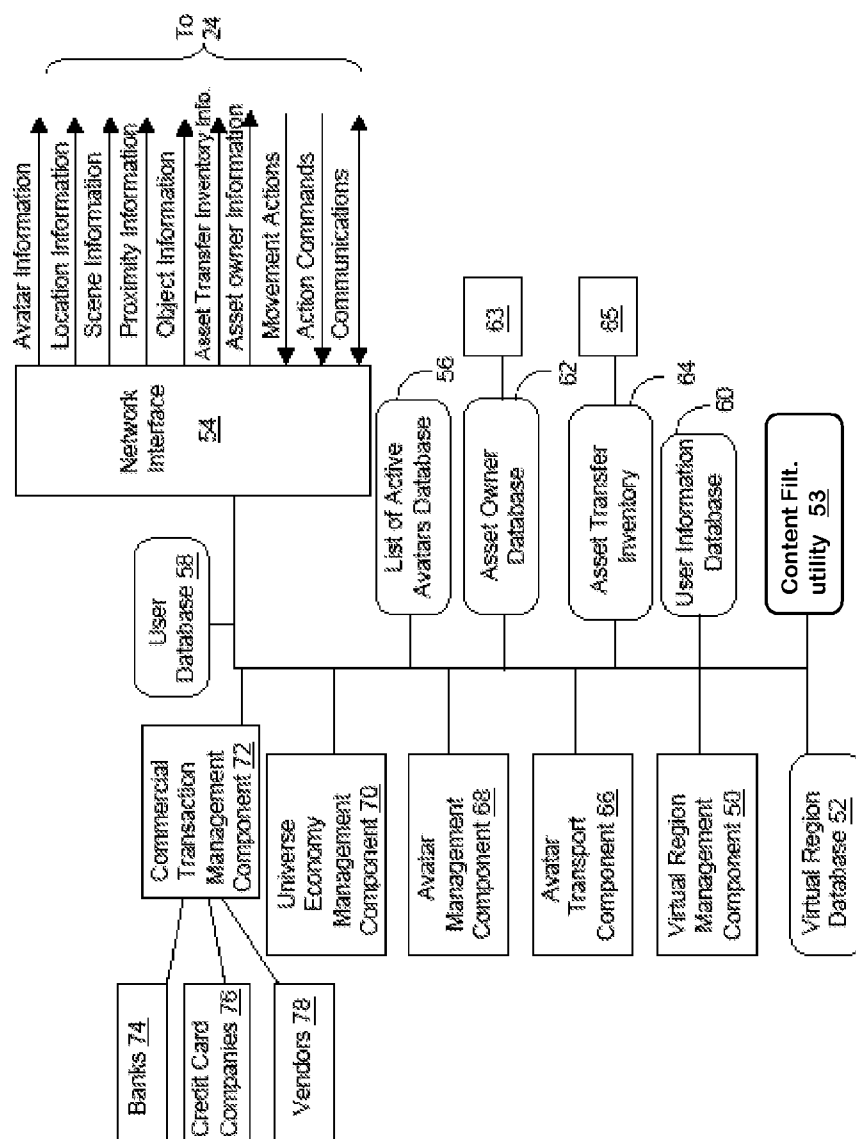 To
24
Avatar Information
Location Information
Scene Information
Proximity Information
Object Information
Asset Transfer Inventory Info.
Asset owner Information
Movement Actions
Action Commands
Communications
Network
Interface
54
User
Database 58
List of Active
Avatars Database
56
Asset Owner
Database
62
63
Asset Transfer
Inventory
64
65
User Information
Database
60
Content Filt.
utility 53
Commercial
Transaction
Management
Component 72
Universe
Economy
Management
Component 70
Avatar
Management
Component 68
Avatar
Transport
Component 66
Virtual Region
Management
Component 50
Virtual Region
Database 52
Banks 74
Credit Card
Companies 76
Vendors 78